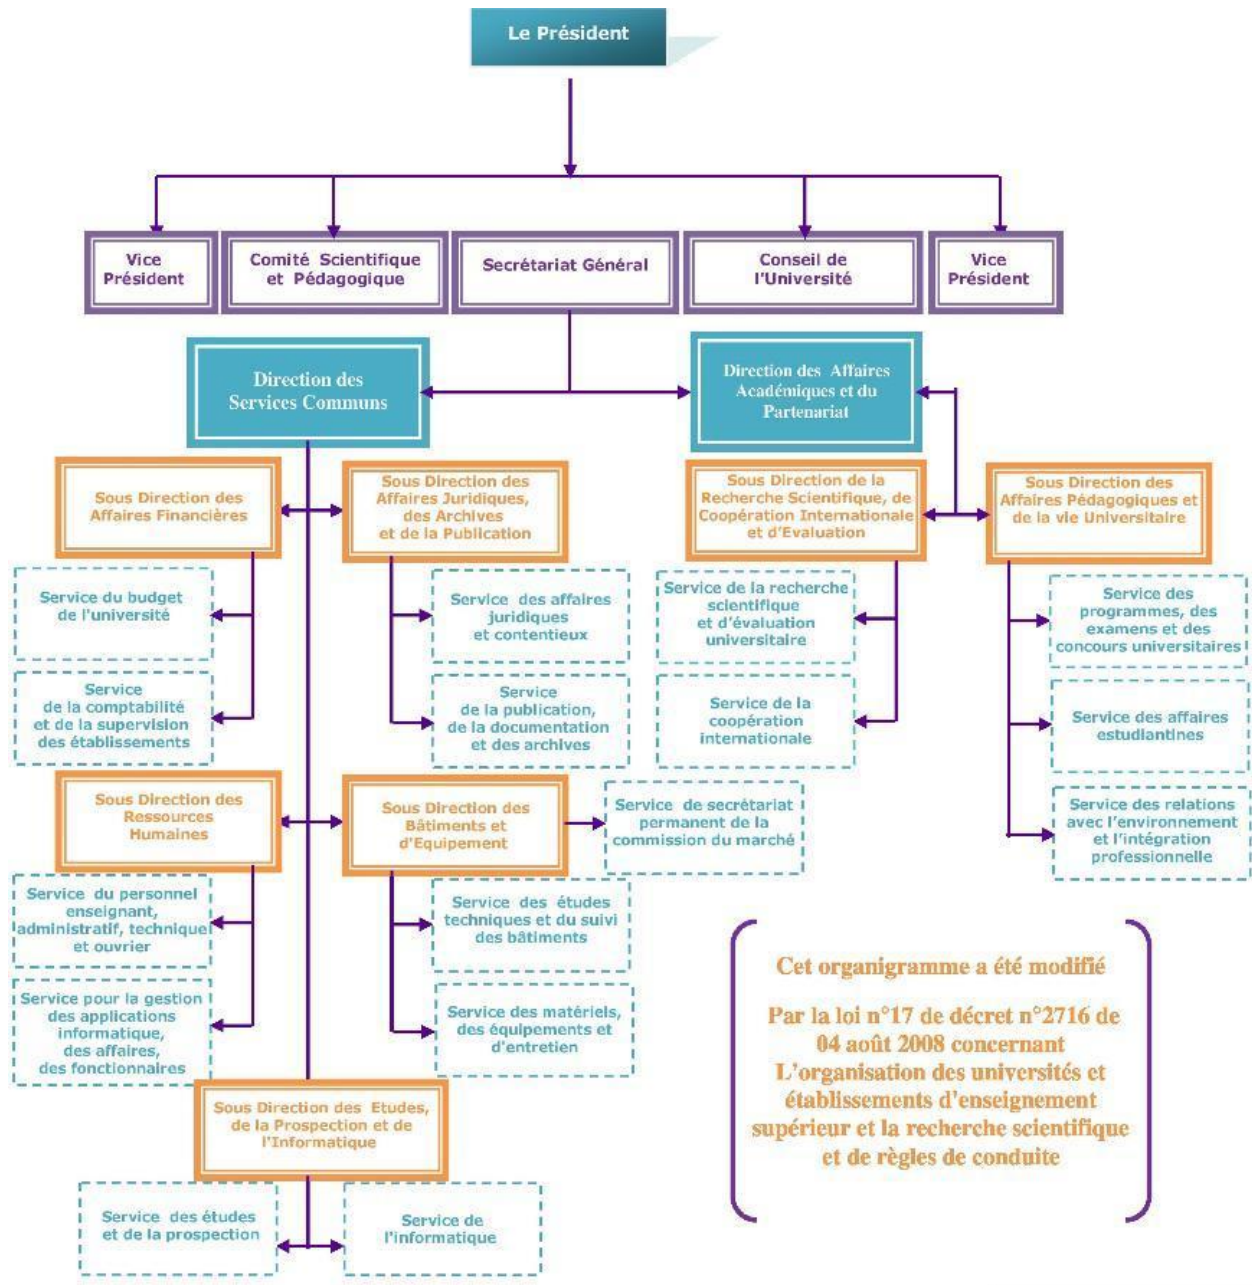 Le Président
Vice
Président
Comité Scientifique
et Pédagogique
Secrétariat Général
Conseil de
l'Université
Vice
Président
Direction des
Services Communs
Direction des Affaires
Académiques et du
Partenariat
Sous Direction des
Affaires Financières
Sous Direction des
Affaires Juridiques,
des Archives
et de la Publication
Sous Direction de la
Recherche Scientifique, de
Coopération Internationale
et d'Evaluation
Sous Direction des
Affaires Pédagogiques et
de la vie Universitaire
Service du budget
de l'université
Service des affaires
juridiques
et contentieux
Service de la recherche
scientifique
et d'évaluation
universitaire
Service des
programmes, des
examens et des
concours universitaires
Service
de la comptabilité
et de la supervision
des établissements
Service
de la publication,
de la documentation
et des archives
Service de la
coopération
internationale
Service des affaires
estudiantines
Sous Direction des
Ressources
Humaines
Sous Direction des
Bâtiments et
d'Equipement
Service de secrétariat
permanent de la
commission du marché
Service des relations
avec l'environnement
et l'intégration
professionnelle
Service du personnel
enseignant,
administratif, technique
et ouvrier
Service des études
techniques et du suivi
des bâtiments
Service pour la gestion
des applications
informatique,
des affaires,
des fonctionnaires
Service des matériels,
des équipements et
d'entretien
Sous Direction des Etudes,
de la Prospection et de
l'Informatique
Service des études
et de la prospection
Service de
l'informatique
Cet organigramme a été modifié
Par la loi n°17 de décret n°2716 de
04 août 2008 concernant
L'organisation des universités et
établissements d'enseignement
supérieur et la recherche scientifique
et de règles de conduite